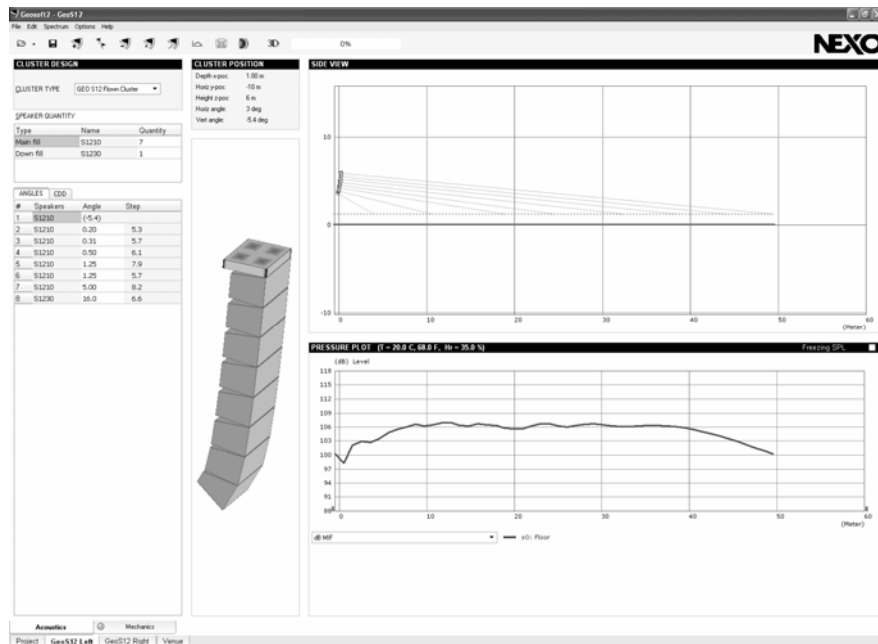 Geosoft2 - GeoS12
File Edit Spectrum Options Help
3D 0% NEXO
CLUSTER DESIGN
CLUSTER TYPE GEO S12 Flown Cluster
SPEAKER QUANTITY
Type Name Quantity
Main fill S1210 7
Down fill S1230 1
ANGLES CDD
# Speakers Angle Step
1 S1210 (-5.4)
2 S1210 0.20 5.3
3 S1210 0.31 5.7
4 S1210 0.50 6.1
5 S1210 1.25 7.9
6 S1210 1.25 5.7
7 S1210 5.00 8.2
8 S1230 16.0 6.6
CLUSTER POSITION
Depth x-pos: 1.00 m
Horiz y-pos: -10 m
Height z-pos: 6 m
Horiz angle: 3 deg
Vert angle: -5.4 deg
SIDE VIEW
10
0
-10
0 10 20 30 40 50 60
(Meter)
PRESSURE PLOT (T = 20.0 C, 68.0 F, Hr = 35.0 %) Freezing SPL
(dB) Level
118
115
112
109
106
103
100
97
94
91
88
0 10 20 30 40 50 60
(Meter)
dB MiF s0: Floor
Acoustics Mechanics
Project GeoS12 Left GeoS12 Right Venue